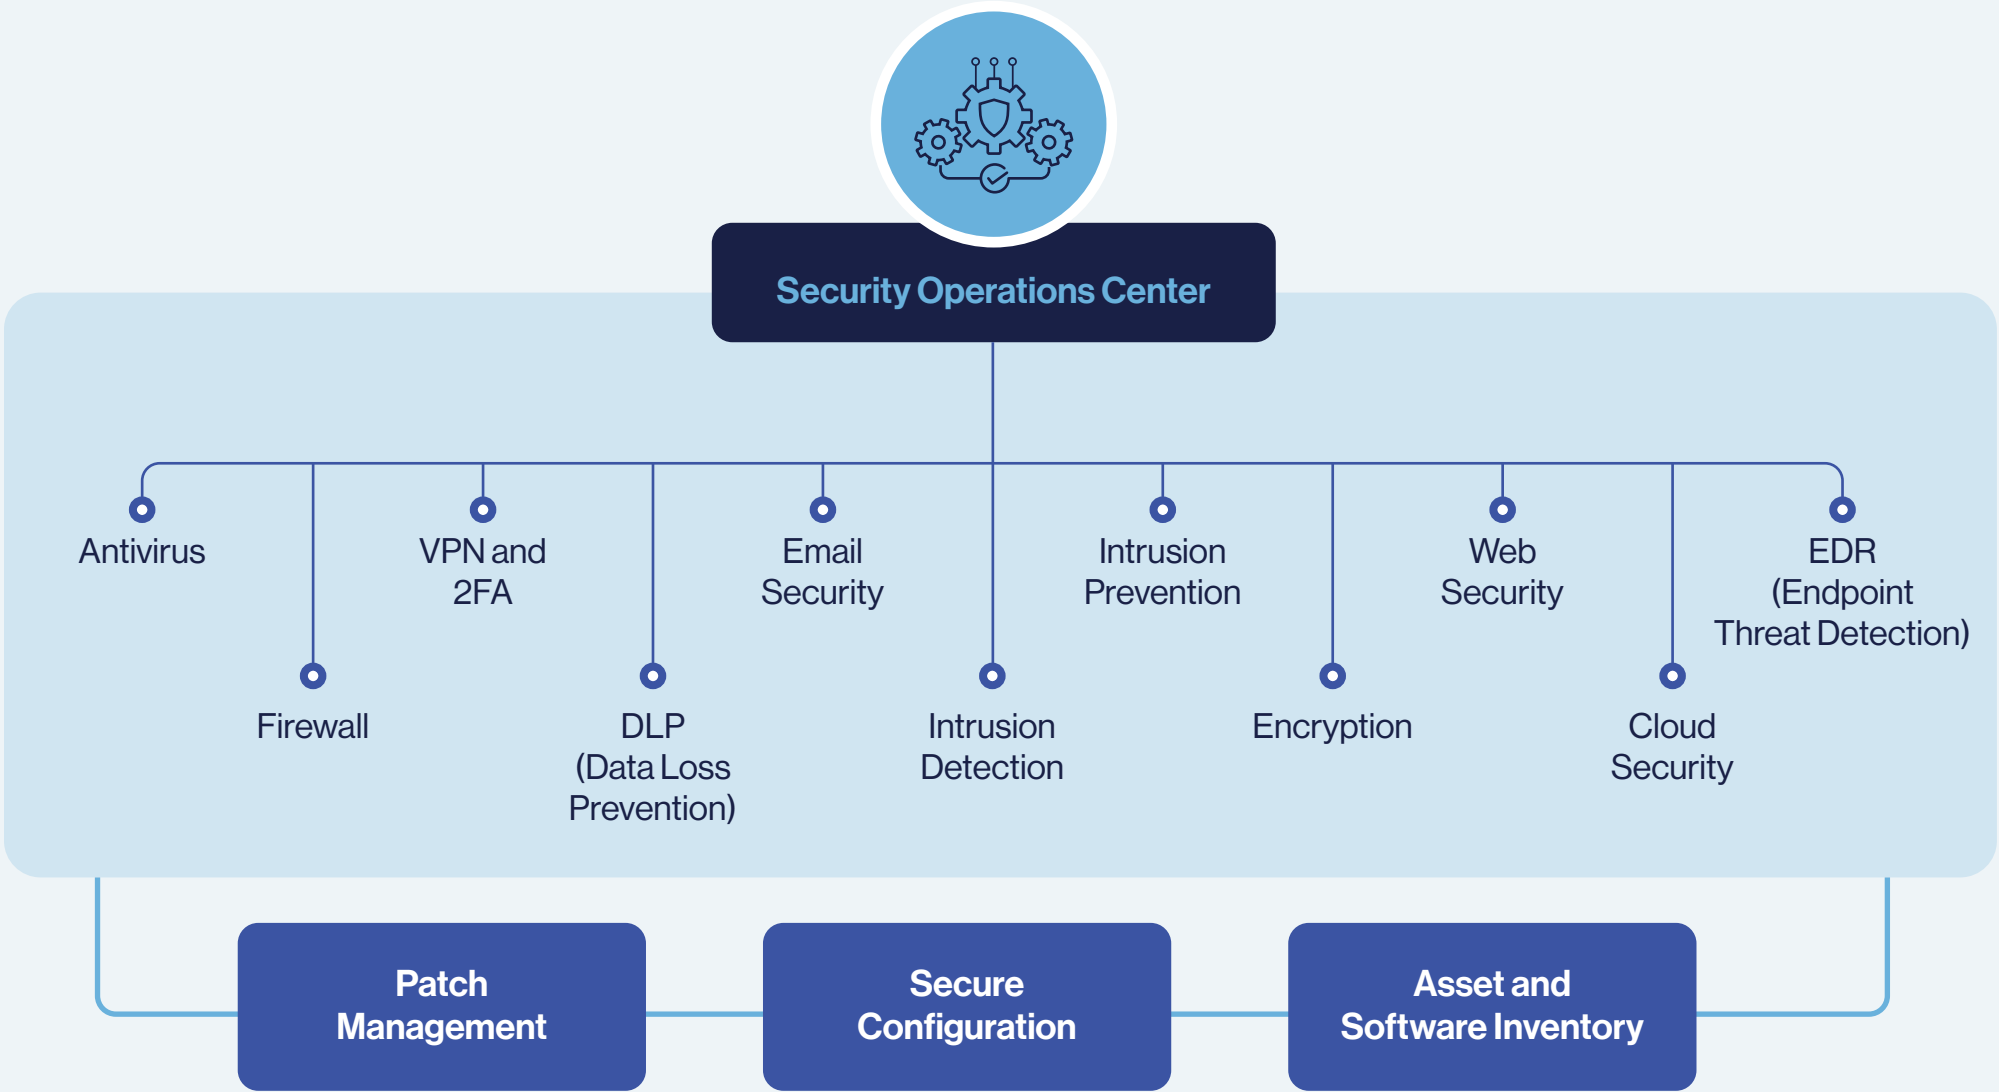 Security Operations Center
Antivirus
VPN and
2FA
Email
Security
Intrusion
Prevention
Web
Security
EDR
(Endpoint
Threat Detection)
Firewall
DLP
(Data Loss
Prevention)
Intrusion
Detection
Encryption
Cloud
Security
Patch
Management
Secure
Configuration
Asset and
Software Inventory